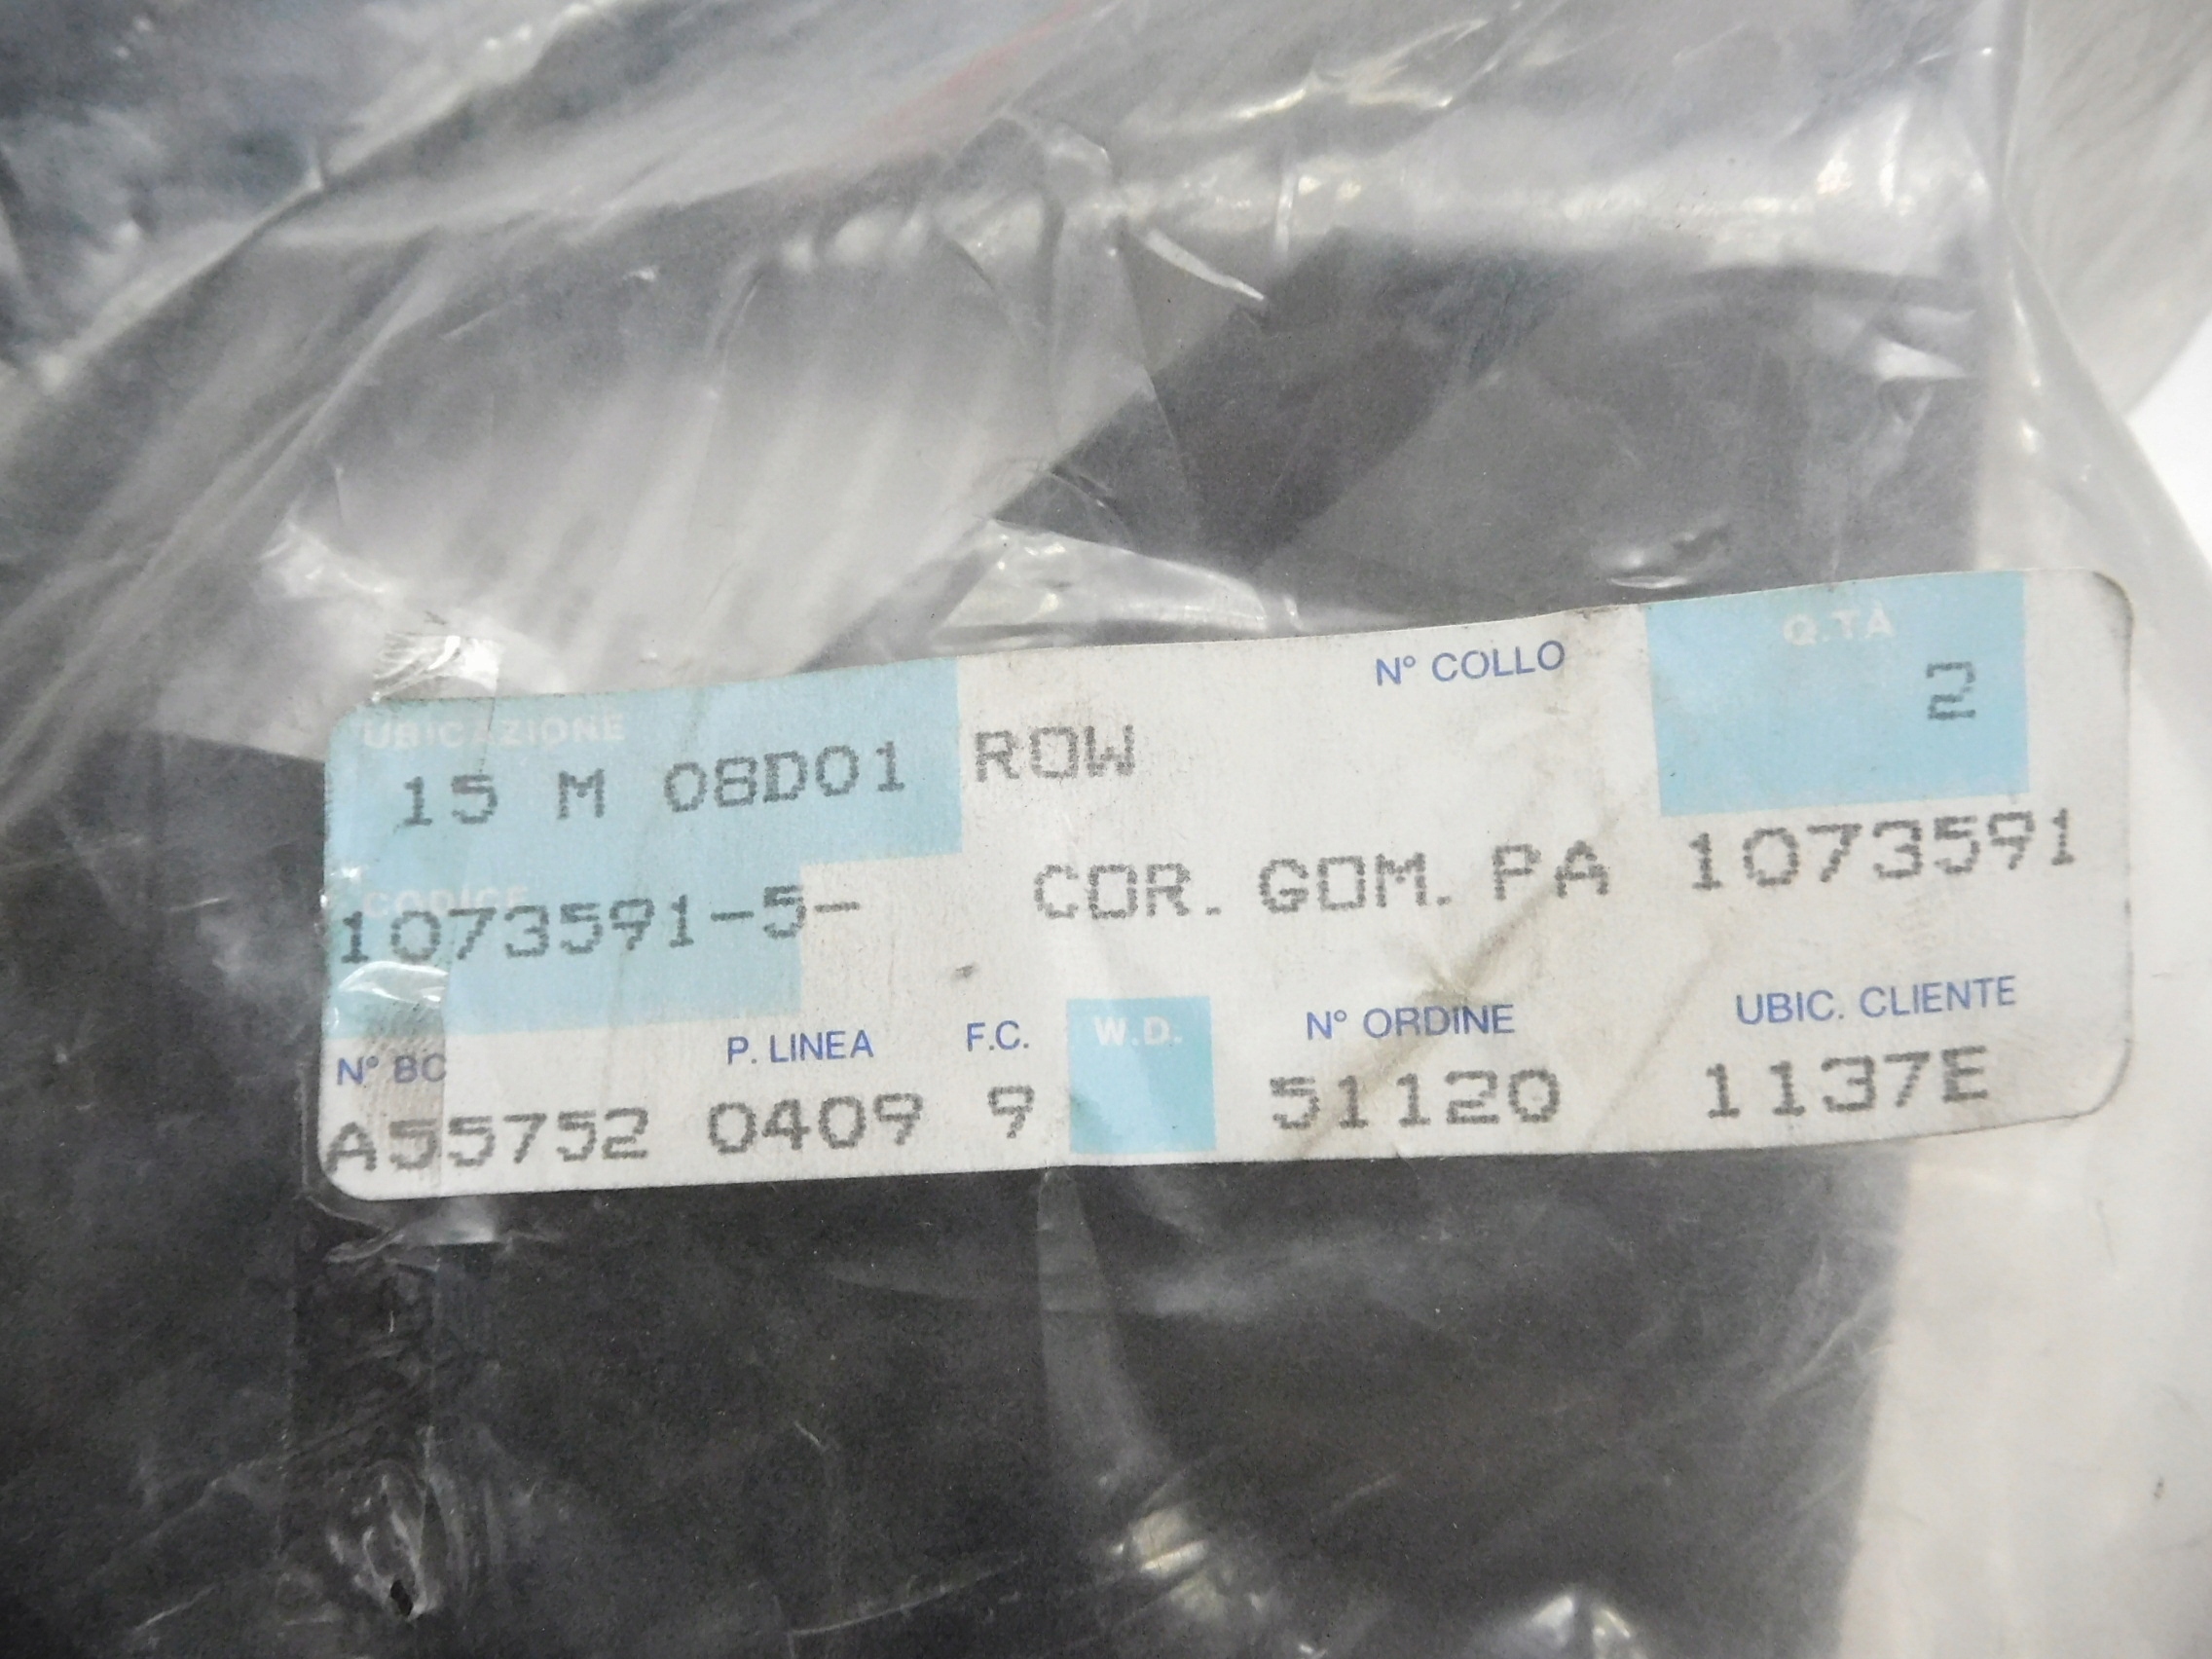 UBICAZIONE N° COLLO Q.TÀ
15 M 08D01 ROW 2
CODICE
1073591-5- COR. GOM. PA 1073591
N° BC P. LINEA F.C. W.D. N° ORDINE UBIC. CLIENTE
A55752 0409 9 51120 1137E